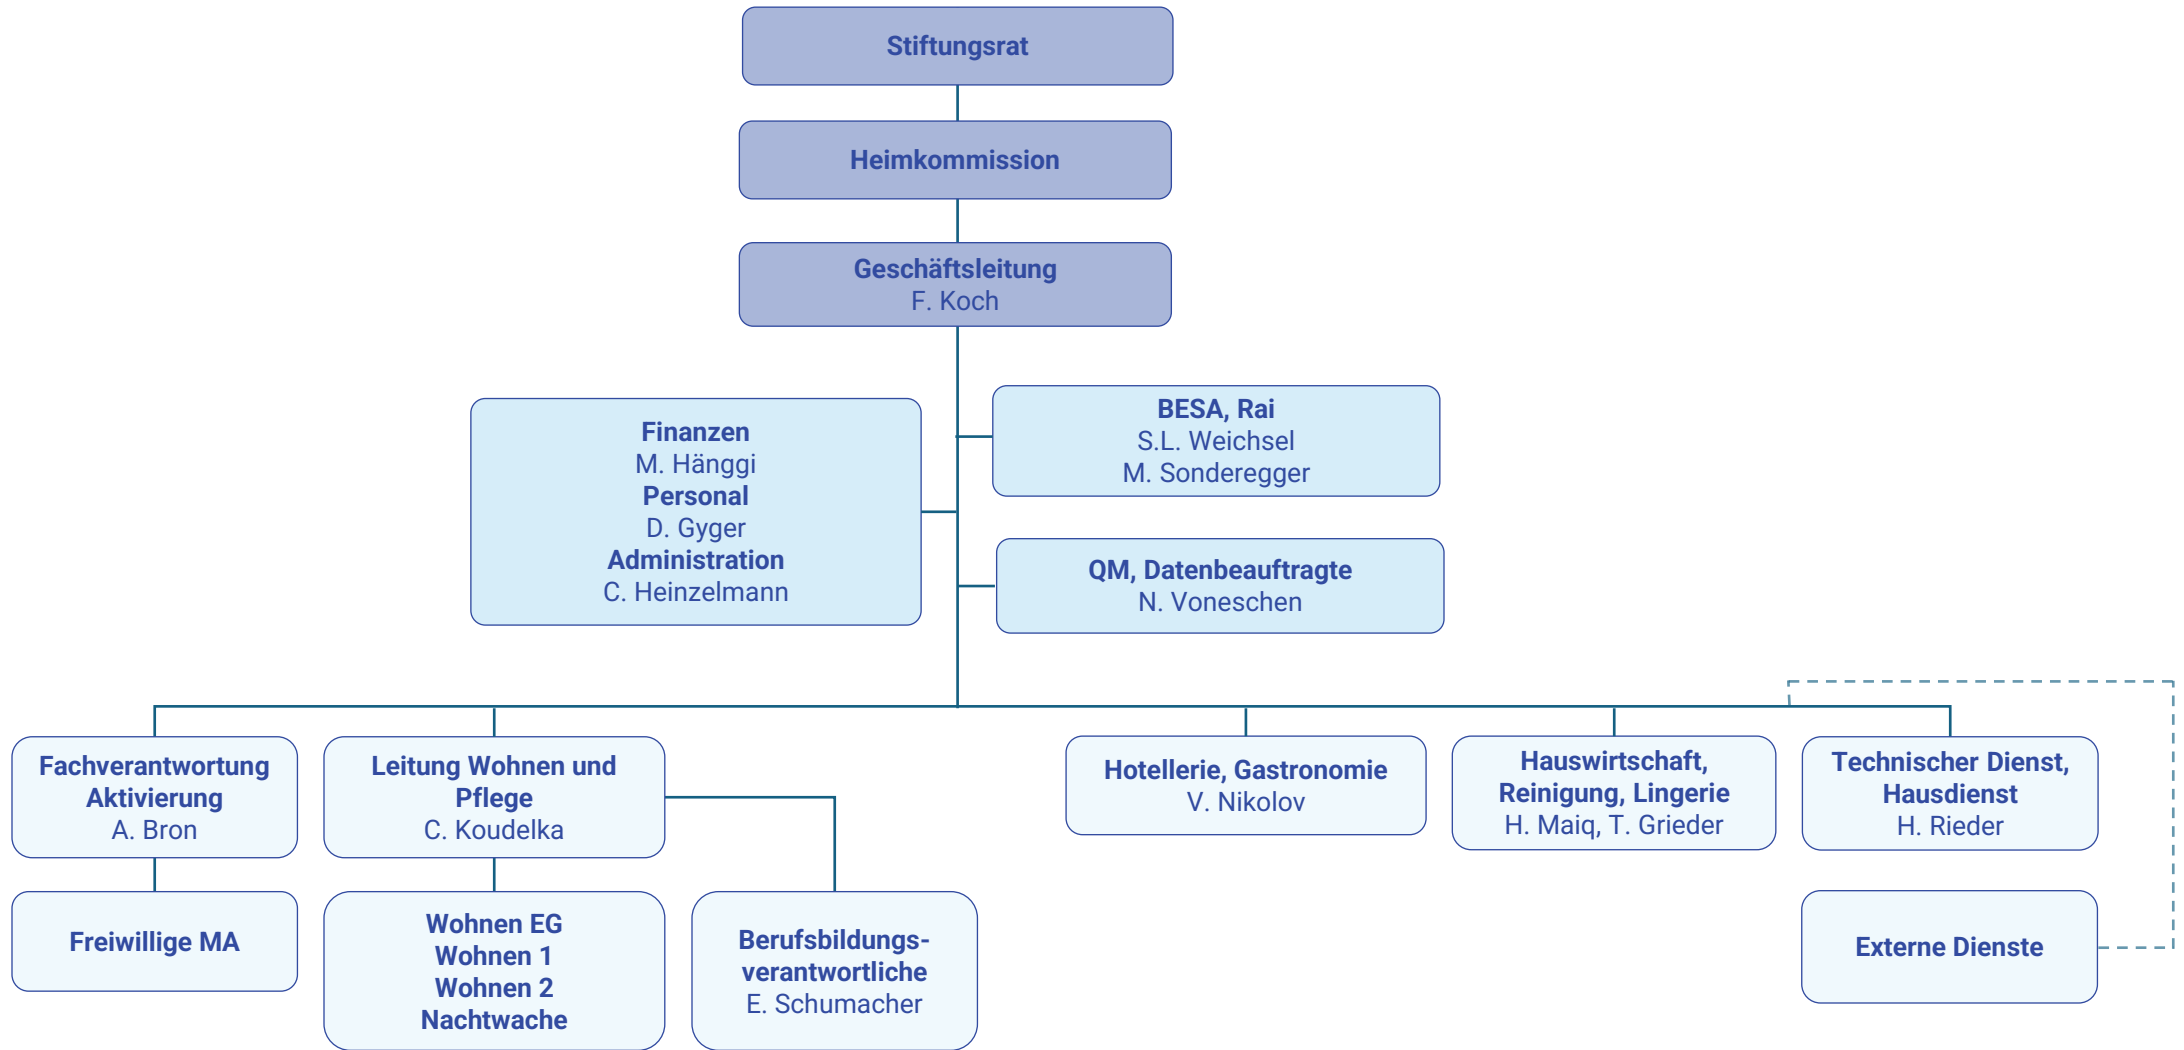 Stiftungsrat
Heimkommission
Geschäftsleitung
F. Koch
Finanzen
M. Hänggi
Personal
D. Gyger
Administration
C. Heinzelmann
BESA, Rai
S.L. Weichsel
M. Sonderegger
QM, Datenbeauftragte
N. Voneschen
Fachverantwortung
Aktivierung
A. Bron
Leitung Wohnen und
Pflege
C. Koudelka
Hotellerie, Gastronomie
V. Nikolov
Hauswirtschaft,
Reinigung, Lingerie
H. Maiq, T. Grieder
Technischer Dienst,
Hausdienst
H. Rieder
Freiwillige MA
Wohnen EG
Wohnen 1
Wohnen 2
Nachtwache
Berufsbildungs-
verantwortliche
E. Schumacher
Externe Dienste